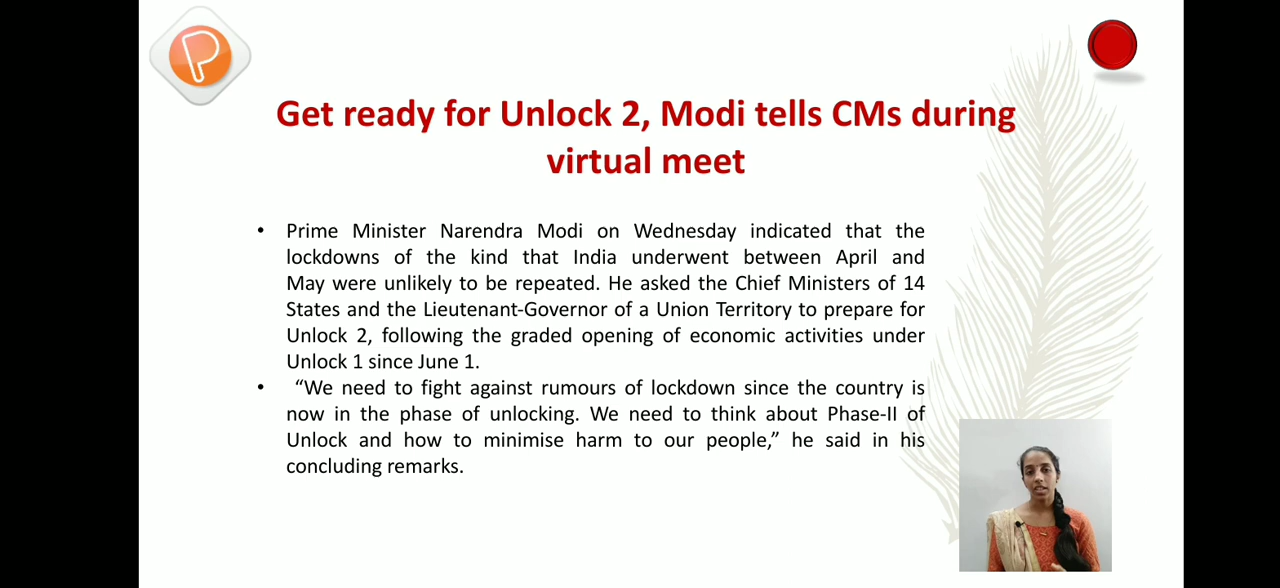 P
Get ready for Unlock 2, Modi tells CMs during
virtual meet
• Prime Minister Narendra Modi on Wednesday indicated that the
lockdowns of the kind that India underwent between April and
May were unlikely to be repeated. He asked the Chief Ministers of 14
States and the Lieutenant-Governor of a Union Territory to prepare for
Unlock 2, following the graded opening of economic activities under
Unlock 1 since June 1.
• “We need to fight against rumours of lockdown since the country is
now in the phase of unlocking. We need to think about Phase-II of
Unlock and how to minimise harm to our people,” he said in his
concluding remarks.